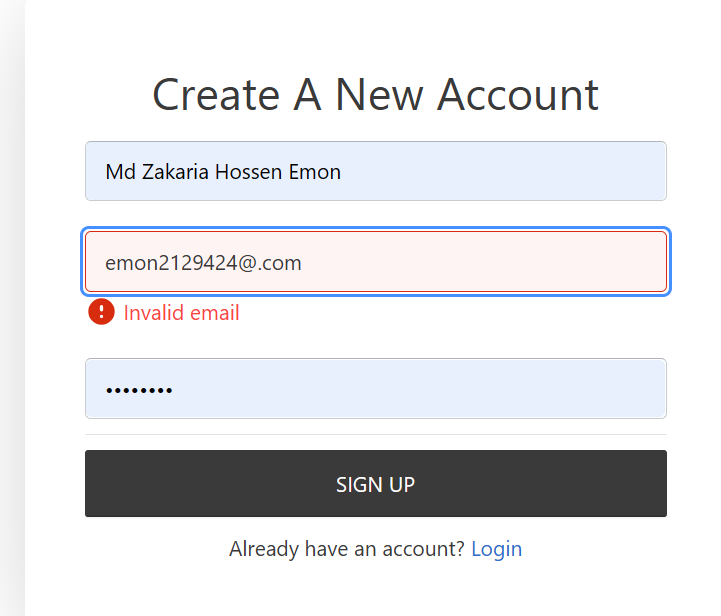 Create A New Account
Md Zakaria Hossen Emon
emon2129424@.com
Invalid email
••••••••
SIGN UP
Already have an account? Login